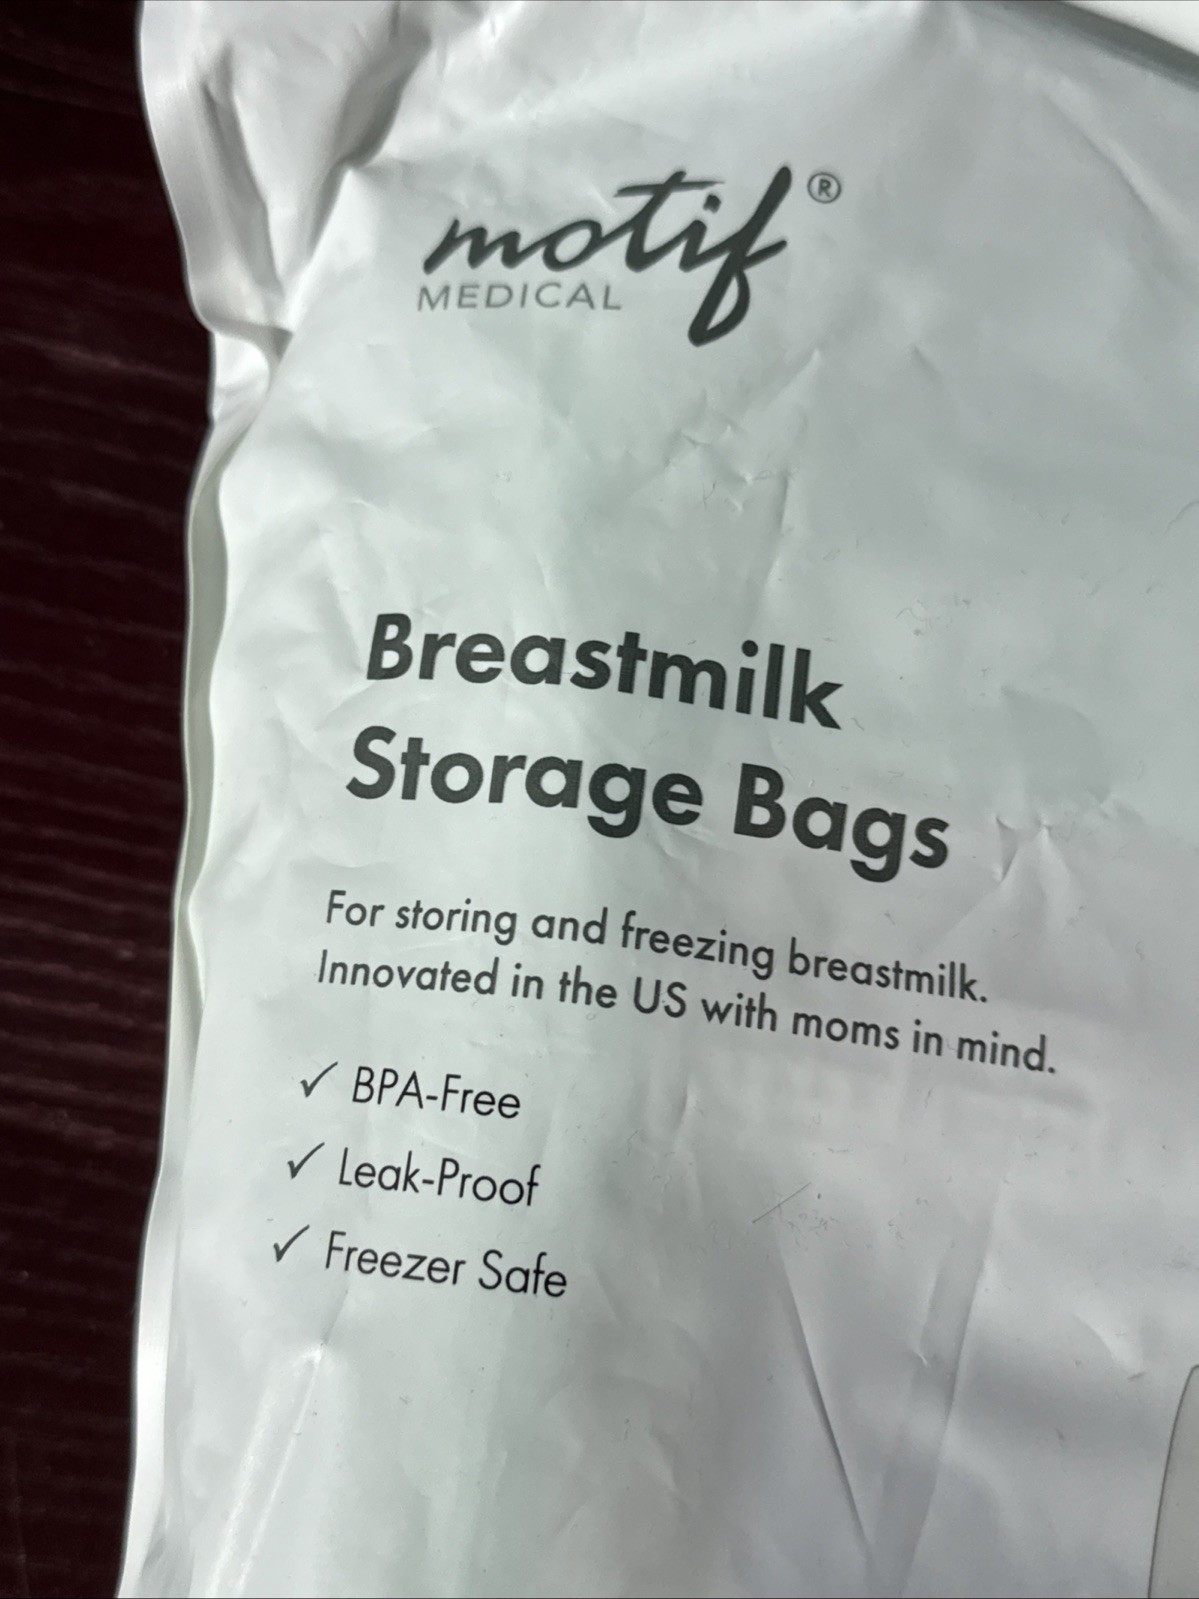 motif®
MEDICAL
Breastmilk
Storage Bags
For storing and freezing breastmilk.
Innovated in the US with moms in mind.
✓ BPA-Free
✓ Leak-Proof
✓ Freezer Safe